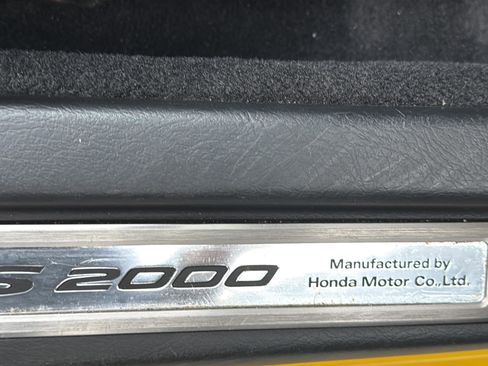 S 2000
Manufactured by
Honda Motor Co.,Ltd.